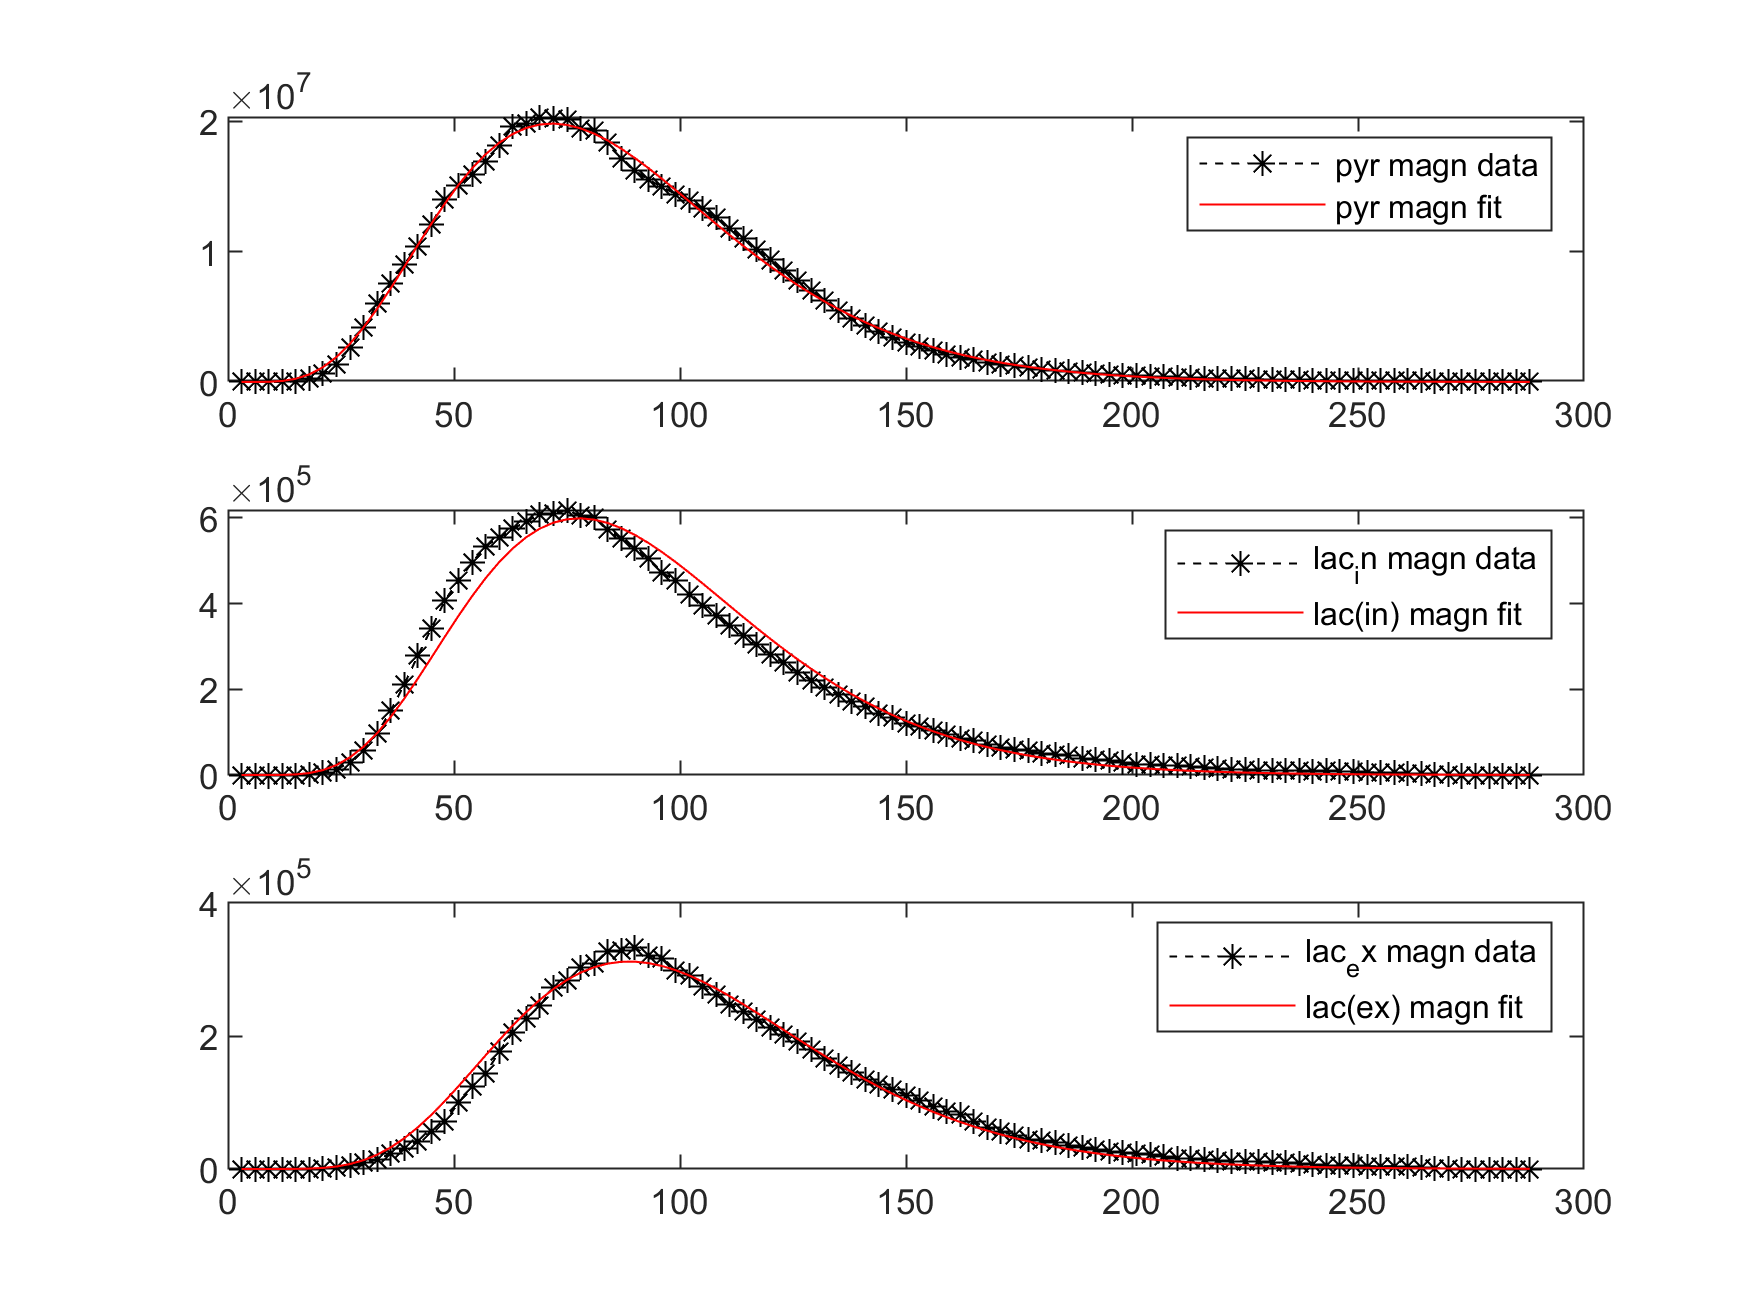 ×10^7
2
1
0
0 50 100 150 200 250 300
pyr magn data
pyr magn fit
×10^5
6
4
2
0
0 50 100 150 200 250 300
lac_in magn data
lac(in) magn fit
×10^5
4
2
0
0 50 100 150 200 250 300
lac_ex magn data
lac(ex) magn fit